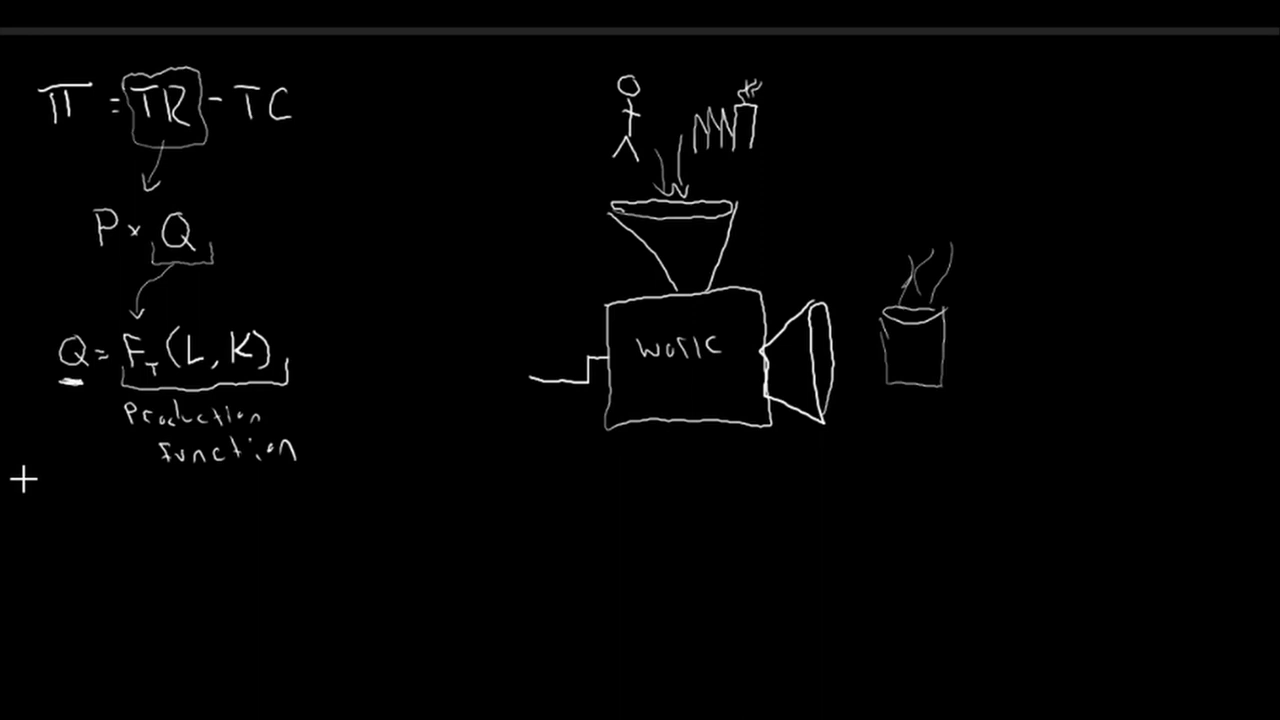 π = TR - TC
P × Q
Q = F_T (L, K)
Production
function
work